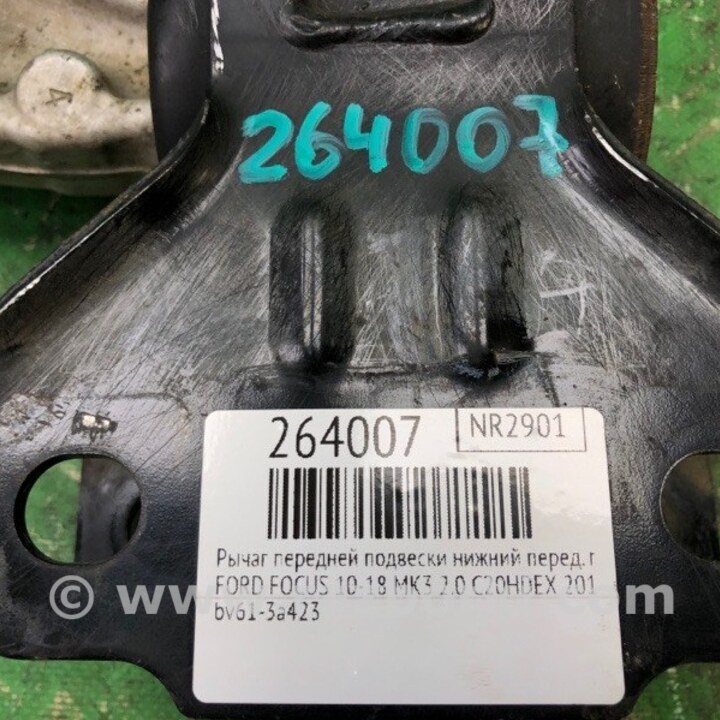 264007
264007
NR2901
Рычаг передней подвески нижний перед. г
FORD FOCUS 10-18 MK3 2.0 C20HDEX 201
bv61-3a423
© www.